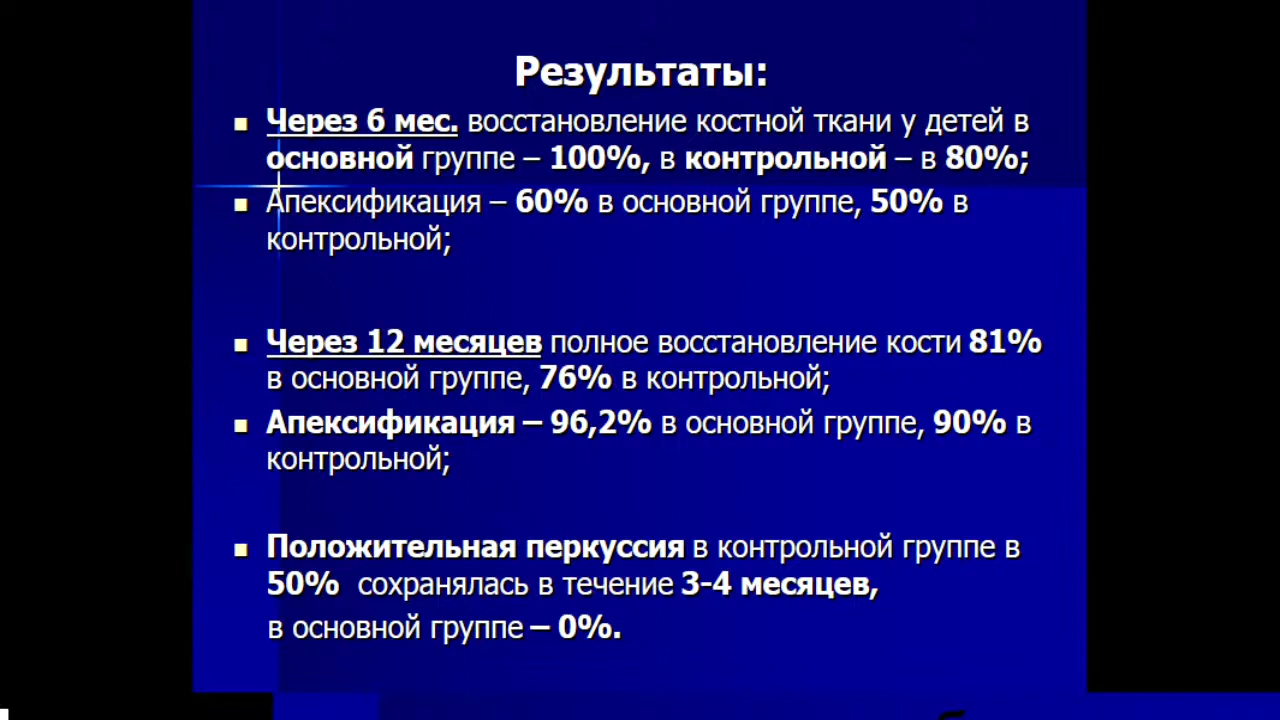 Результаты:
Через 6 мес. восстановление костной ткани у детей в
основной группе – 100%, в контрольной – в 80%;
Апексификация – 60% в основной группе, 50% в
контрольной;
Через 12 месяцев полное восстановление кости 81%
в основной группе, 76% в контрольной;
Апексификация – 96,2% в основной группе, 90% в
контрольной;
Положительная перкуссия в контрольной группе в
50% сохранялась в течение 3-4 месяцев,
в основной группе – 0%.